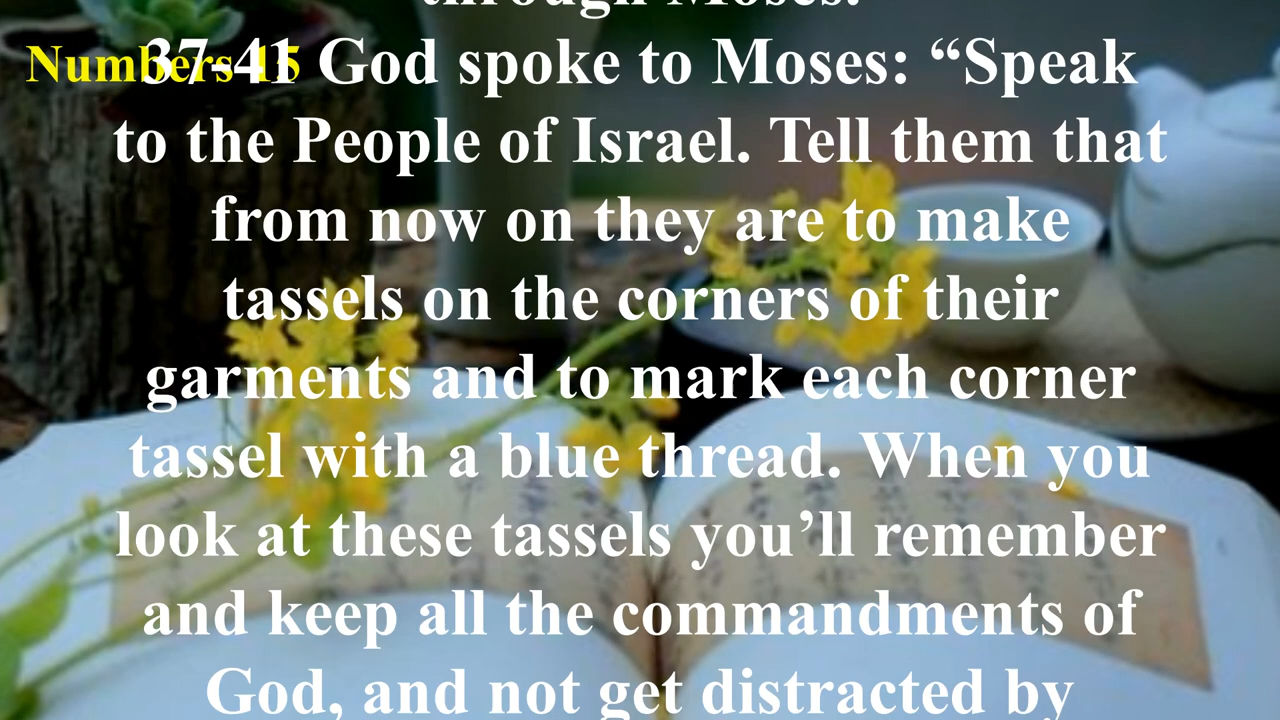 through Moses.
Numbers 15
37-41 God spoke to Moses: “Speak
to the People of Israel. Tell them that
from now on they are to make
tassels on the corners of their
garments and to mark each corner
tassel with a blue thread. When you
look at these tassels you’ll remember
and keep all the commandments of
God, and not get distracted by